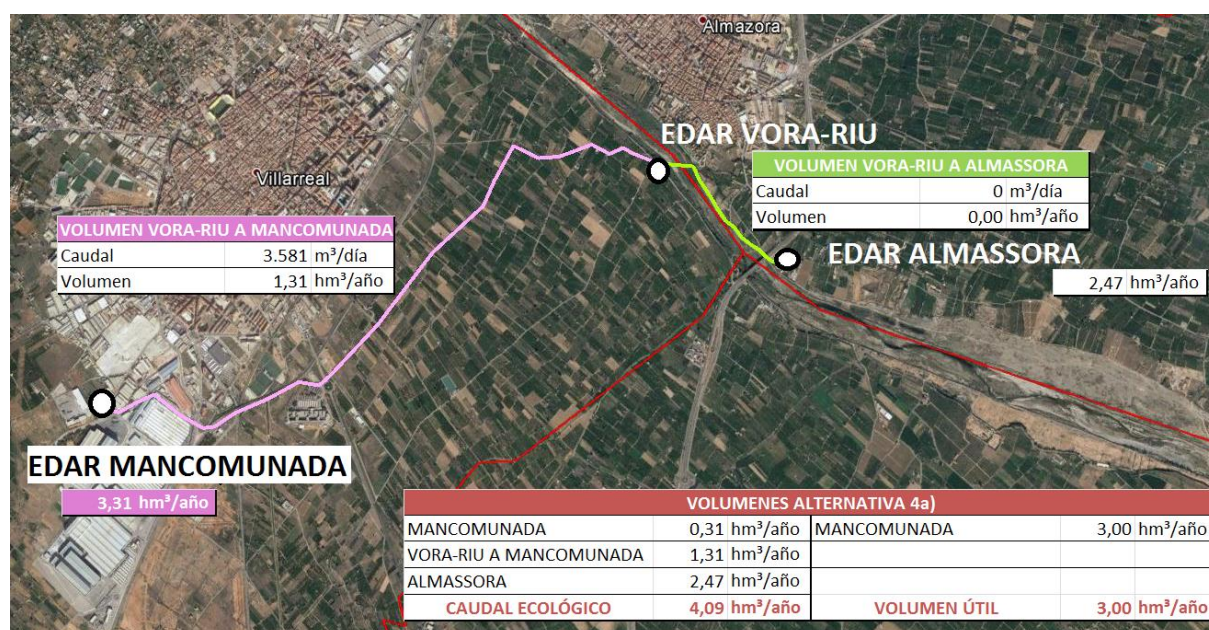 Almazora
EDAR VORA-RIU
VOLUMEN VORA-RIU A ALMASSORA
Caudal 0 m³/día
Volumen 0,00 hm³/año
Villarreal
VOLUMEN VORA-RIU A MANCOMUNADA
Caudal 3.581 m³/día
Volumen 1,31 hm³/año
EDAR ALMASSORA
2,47 hm³/año
EDAR MANCOMUNADA
3,31 hm³/año
VOLUMENES ALTERNATIVA 4a)
MANCOMUNADA 0,31 hm³/año MANCOMUNADA 3,00 hm³/año
VORA-RIU A MANCOMUNADA 1,31 hm³/año
ALMASSORA 2,47 hm³/año
CAUDAL ECOLÓGICO 4,09 hm³/año VOLUMEN ÚTIL 3,00 hm³/año